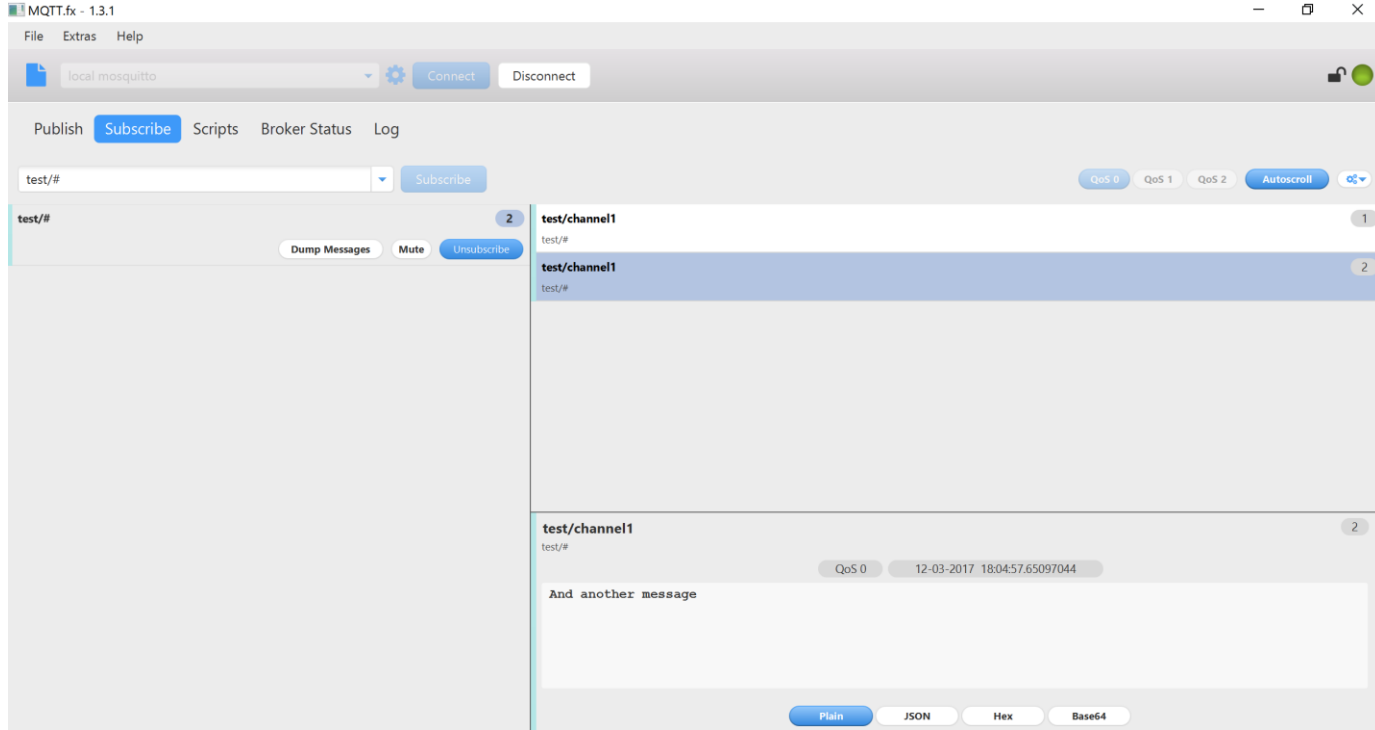 MQTT.fx - 1.3.1
File Extras Help
local mosquitto Connect Disconnect
Publish Subscribe Scripts Broker Status Log
test/# Subscribe QoS 0 QoS 1 QoS 2 Autoscroll
test/# 2
Dump Messages Mute Unsubscribe
test/channel1 1
test/#
test/channel1 2
test/#
test/channel1 2
test/#
QoS 0 12-03-2017 18:04:57.65097044
And another message
Plain JSON Hex Base64